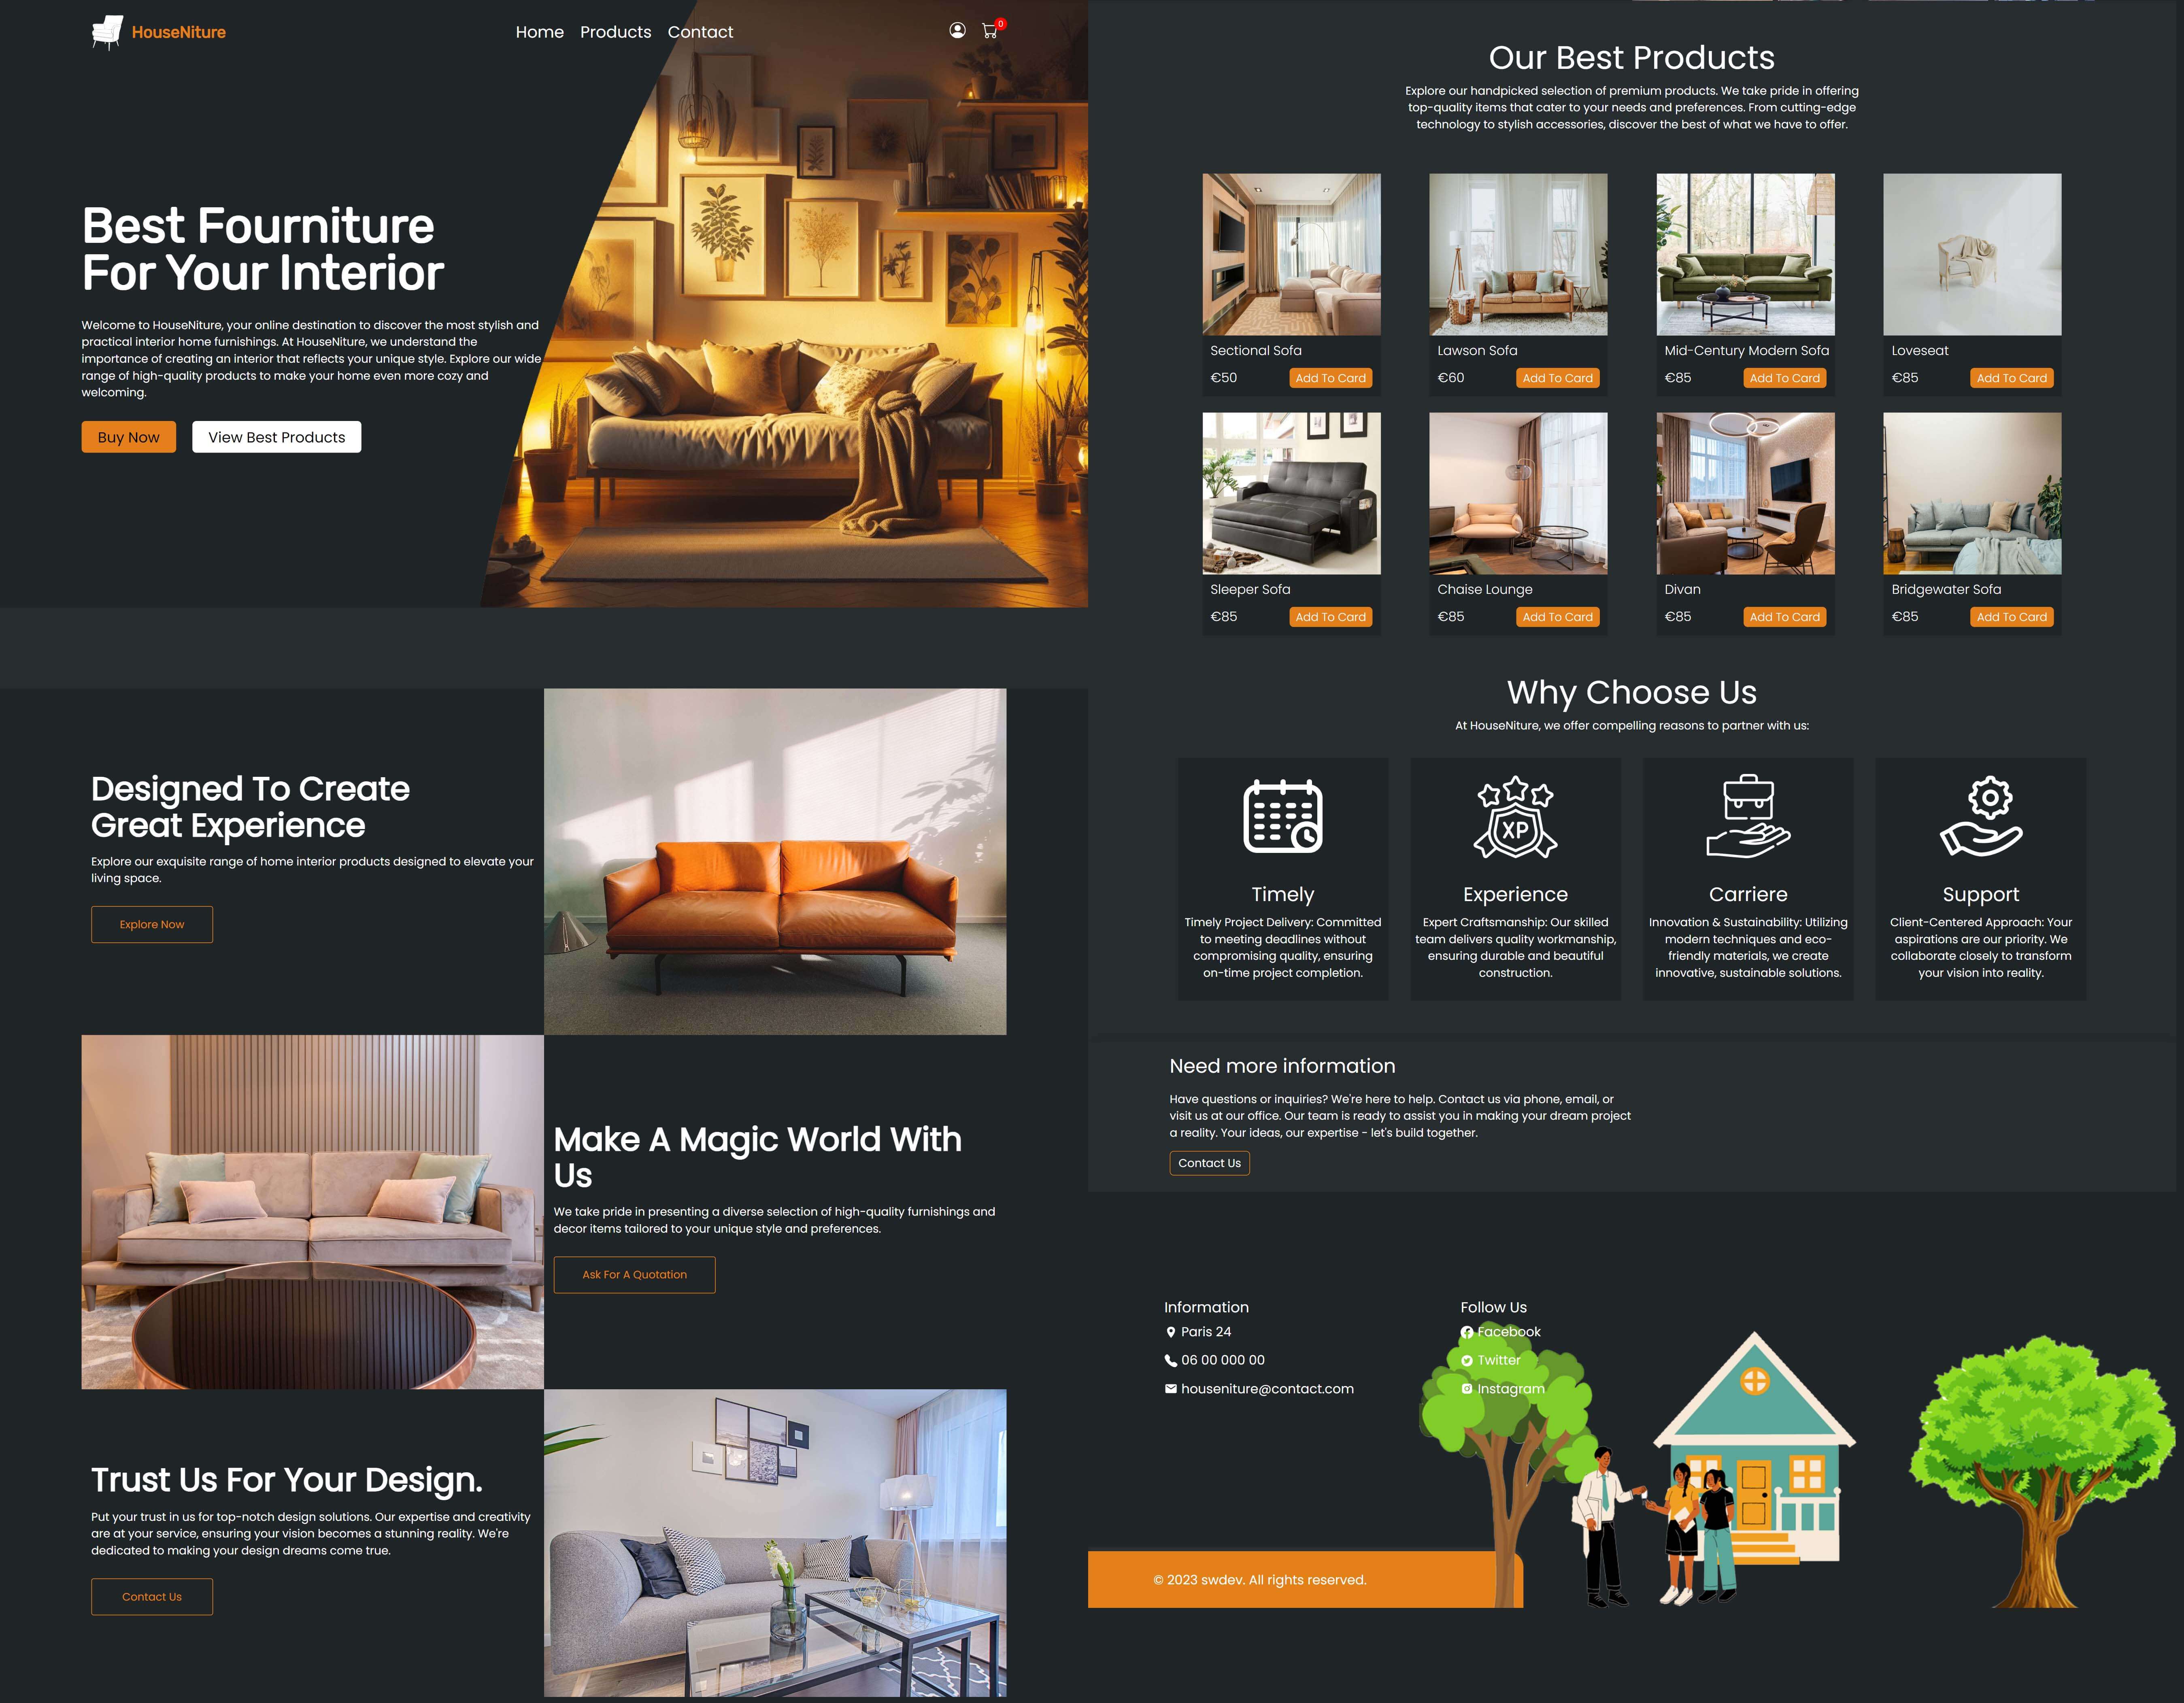 HouseNiture
Home Products Contact
0
Best Fourniture
For Your Interior
Welcome to HouseNiture, your online destination to discover the most stylish and
practical interior home furnishings. At HouseNiture, we understand the
importance of creating an interior that reflects your unique style. Explore our wide
range of high-quality products to make your home even more cozy and
welcoming.
Buy Now View Best Products
Designed To Create
Great Experience
Explore our exquisite range of home interior products designed to elevate your
living space.
Explore Now
Make A Magic World With
Us
We take pride in presenting a diverse selection of high-quality furnishings and
decor items tailored to your unique style and preferences.
Ask For A Quotation
Trust Us For Your Design.
Put your trust in us for top-notch design solutions. Our expertise and creativity
are at your service, ensuring your vision becomes a stunning reality. We're
dedicated to making your design dreams come true.
Contact Us
Our Best Products
Explore our handpicked selection of premium products. We take pride in offering
top-quality items that cater to your needs and preferences. From cutting-edge
technology to stylish accessories, discover the best of what we have to offer.
Sectional Sofa
€50 Add To Card
Lawson Sofa
€60 Add To Card
Mid-Century Modern Sofa
€85 Add To Card
Loveseat
€85 Add To Card
Sleeper Sofa
€85 Add To Card
Chaise Lounge
€85 Add To Card
Divan
€85 Add To Card
Bridgewater Sofa
€85 Add To Card
Why Choose Us
At HouseNiture, we offer compelling reasons to partner with us:
Timely
Timely Project Delivery: Committed
to meeting deadlines without
compromising quality, ensuring
on-time project completion.
XP
Experience
Expert Craftsmanship: Our skilled
team delivers quality workmanship,
ensuring durable and beautiful
construction.
Carriere
Innovation & Sustainability: Utilizing
modern techniques and eco-
friendly materials, we create
innovative, sustainable solutions.
Support
Client-Centered Approach: Your
aspirations are our priority. We
collaborate closely to transform
your vision into reality.
Need more information
Have questions or inquiries? We're here to help. Contact us via phone, email, or
visit us at our office. Our team is ready to assist you in making your dream project
a reality. Your ideas, our expertise - let's build together.
Contact Us
Information
Paris 24
06 00 000 00
houseniture@contact.com
Follow Us
Facebook
Twitter
Instagram
© 2023 swdev. All rights reserved.